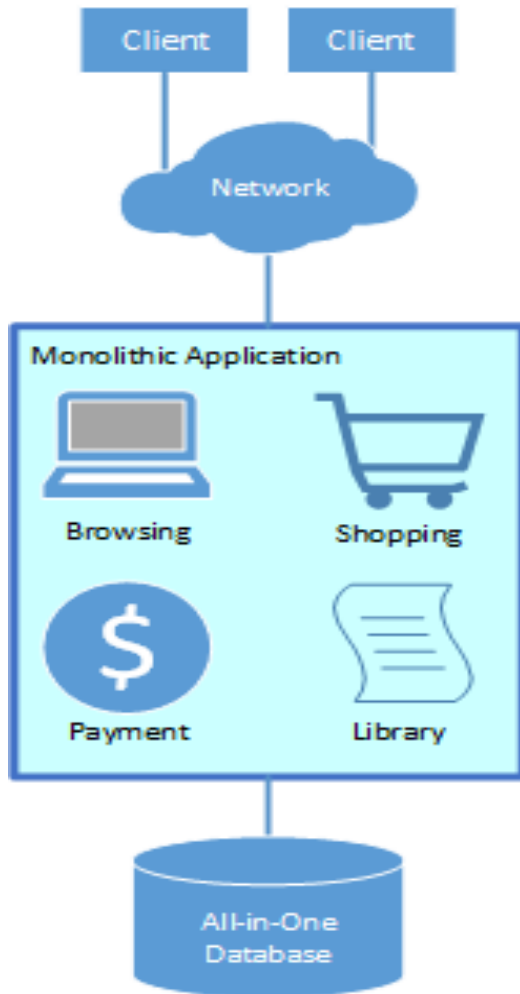 Client
Client
Network
Monolithic Application
Browsing
Shopping
$
Payment
Library
All-in-One
Database